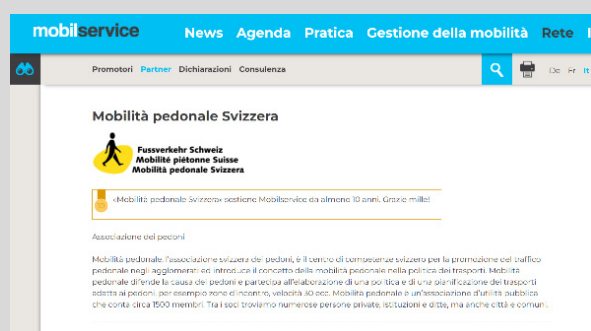 mobilservice News Agenda Pratica Gestione della mobilità Rete
Promotori Partner Dichiarazioni Consulenza De Fr It
Mobilità pedonale Svizzera
Fussverkehr Schweiz
Mobilité piétonne Suisse
Mobilità pedonale Svizzera
«Mobilità pedonale Svizzera» sostiene Mobilservice da almeno 10 anni. Grazie mille!
Associazione dei pedoni
Mobilità pedonale, l'associazione svizzera dei pedoni, è il centro di competenze svizzero per la promozione del traffico
pedonale negli agglomerati ed introduce il concetto della mobilità pedonale nella politica dei trasporti. Mobilità
pedonale difende la causa dei pedoni e partecipa all'elaborazione di una politica e di una pianificazione dei trasporti
adatta ai pedoni, per esempio zone d'incontro, velocità 30 ecc. Mobilità pedonale è un'associazione d'utilità pubblica
che conta circa 1500 membri. Tra i soci troviamo numerose persone private, istituzioni e ditte, ma anche città e comuni.